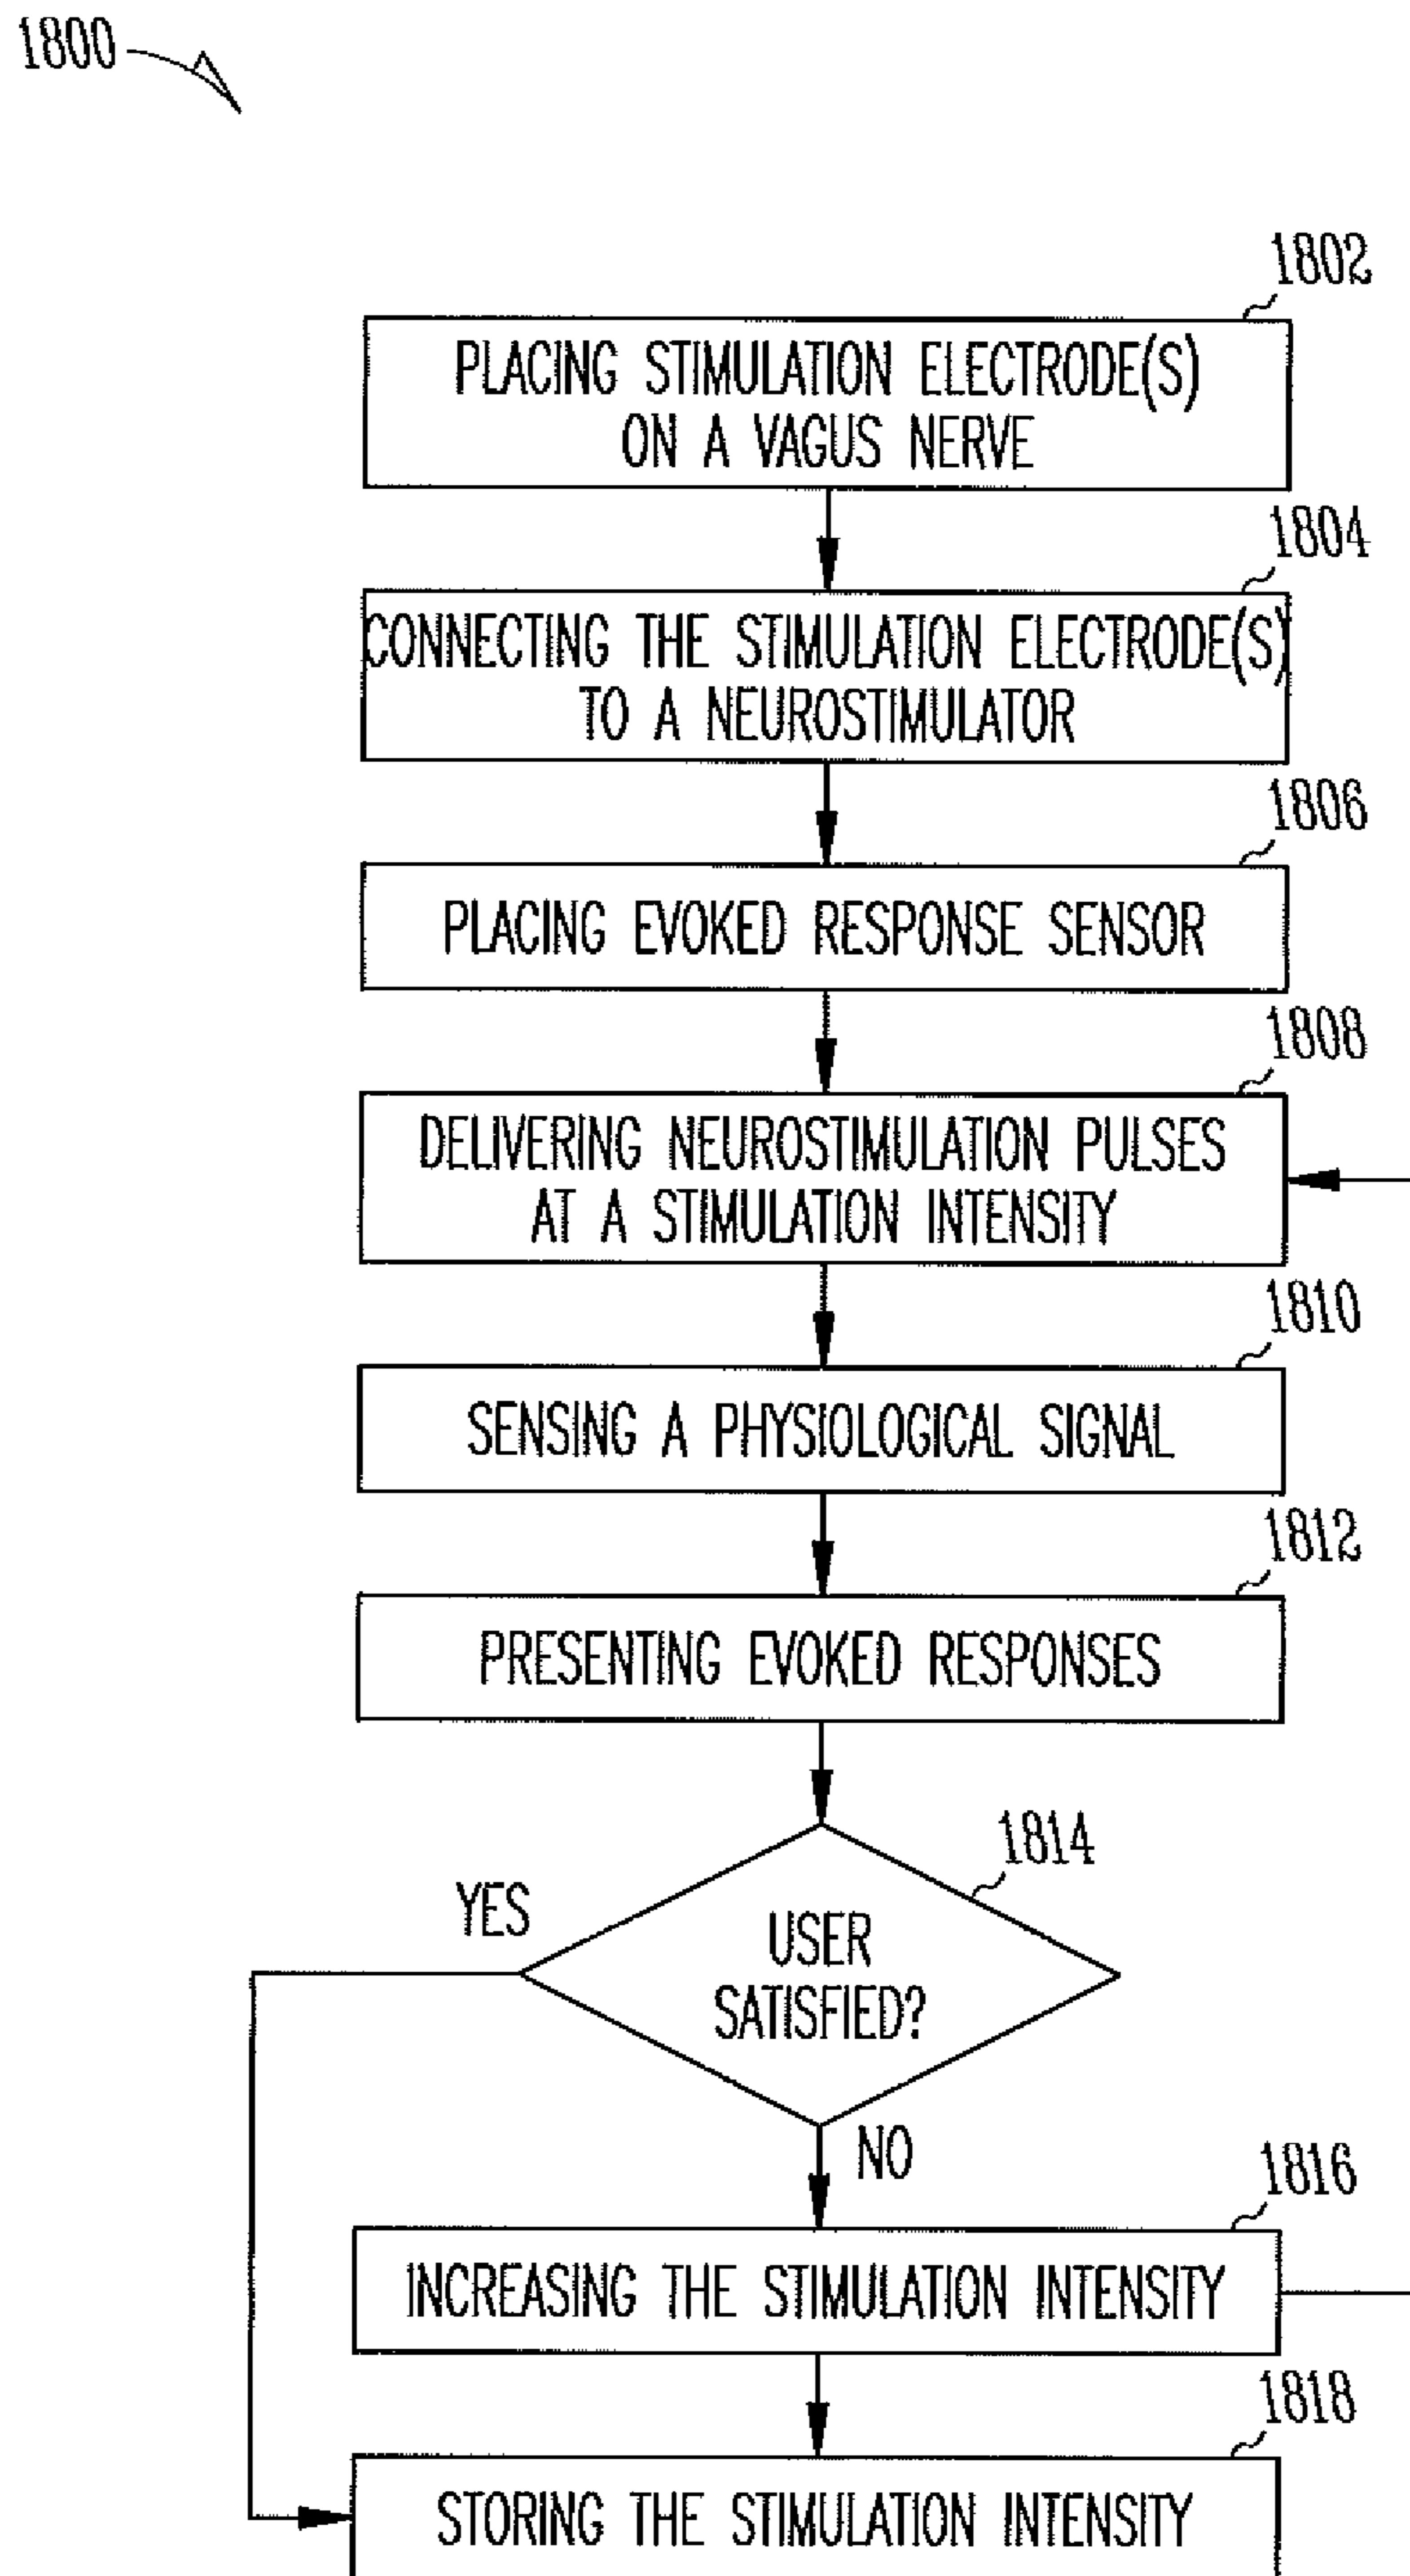 1800
1802
PLACING STIMULATION ELECTRODE(S)
ON A VAGUS NERVE
1804
CONNECTING THE STIMULATION ELECTRODE(S)
TO A NEUROSTIMULATOR
1806
PLACING EVOKED RESPONSE SENSOR
1808
DELIVERING NEUROSTIMULATION PULSES
AT A STIMULATION INTENSITY
1810
SENSING A PHYSIOLOGICAL SIGNAL
1812
PRESENTING EVOKED RESPONSES
1814
YES
USER
SATISFIED?
NO
1816
INCREASING THE STIMULATION INTENSITY
1818
STORING THE STIMULATION INTENSITY